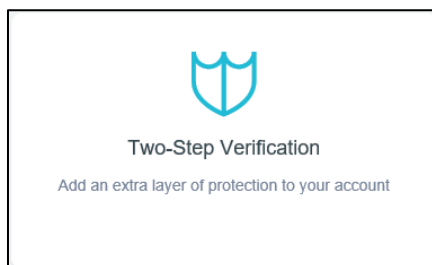 Two-Step Verification
Add an extra layer of protection to your account